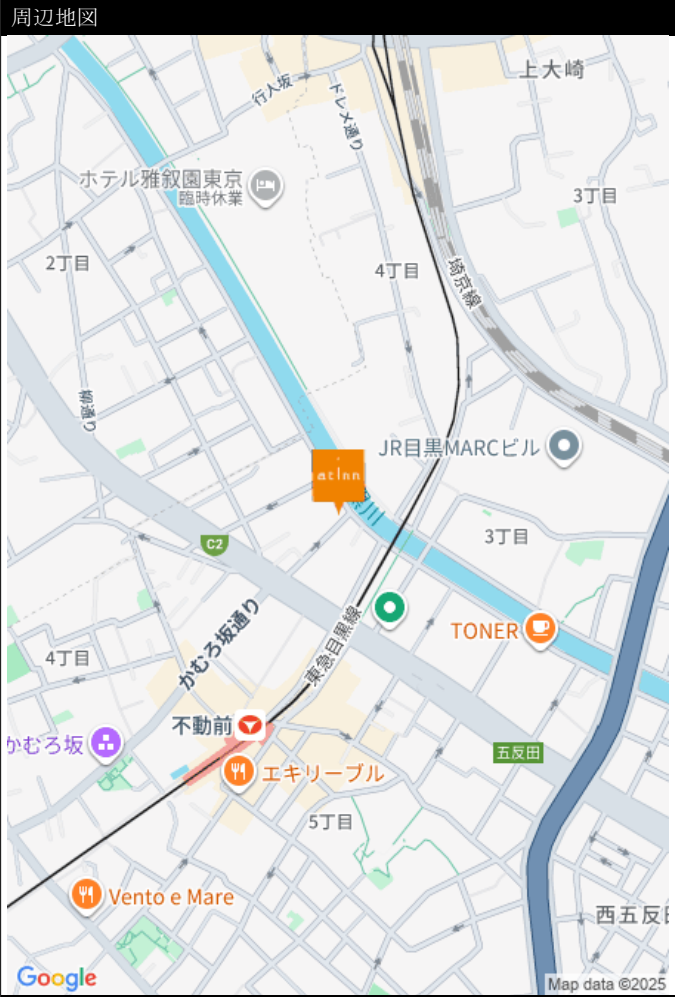 周辺地図
上大崎
行人坂
ドレメ通り
ホテル雅叙園東京
臨時休業
3丁目
2丁目
4丁目
埼京線
柳通り
JR目黒MARCビル
atinn
黒川
C2
3丁目
かむろ坂通り
東急目黒線
TONER
4丁目
不動前
かむろ坂
五反田
エキリーブル
5丁目
Vento e Mare
西五反田
Google
Map data ©2025